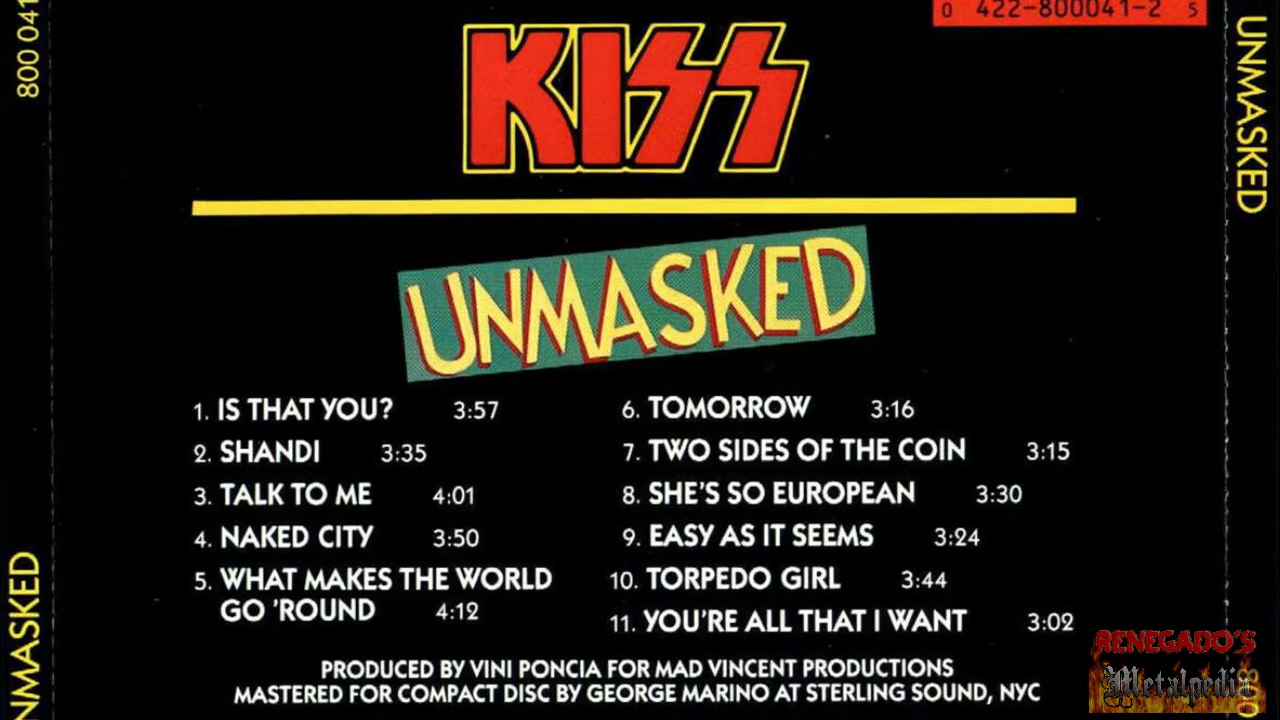 800 041
UNMASKED
0 422-800041-2 5
KISS
UNMASKED
1. IS THAT YOU? 3:57
2. SHANDI 3:35
3. TALK TO ME 4:01
4. NAKED CITY 3:50
5. WHAT MAKES THE WORLD
GO 'ROUND 4:12
6. TOMORROW 3:16
7. TWO SIDES OF THE COIN 3:15
8. SHE'S SO EUROPEAN 3:30
9. EASY AS IT SEEMS 3:24
10. TORPEDO GIRL 3:44
11. YOU'RE ALL THAT I WANT 3:02
PRODUCED BY VINI PONCIA FOR MAD VINCENT PRODUCTIONS
MASTERED FOR COMPACT DISC BY GEORGE MARINO AT STERLING SOUND, NYC
NMASKED
RENEGADO'S
Metalpedia